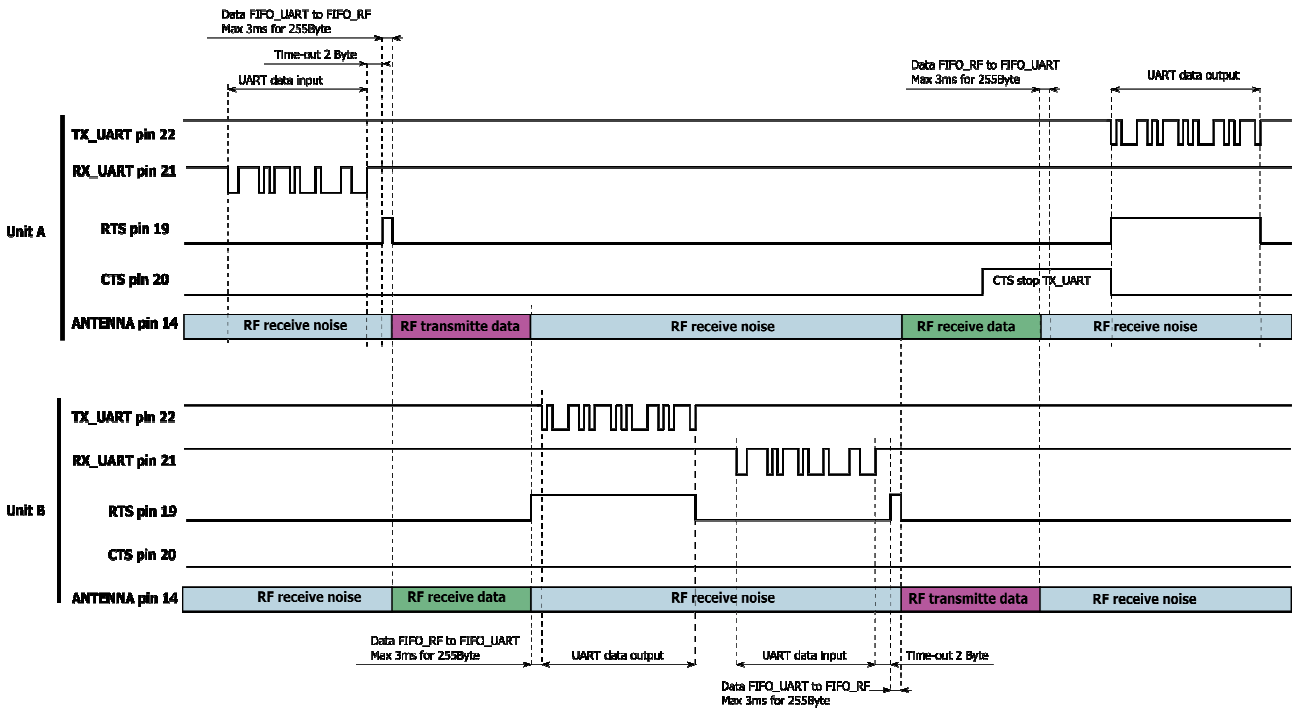 Data FIFO_UART to FIFO_RF
Max 3ms for 255Byte
Time-out 2 Byte
UART data input
Data FIFO_RF to FIFO_UART
Max 3ms for 255Byte
UART data output
TX_UART pin 22
RX_UART pin 21
Unit A
RTS pin 19
CTS pin 20
CTS stop TX_UART
ANTENNA pin 14
RF receive noise
RF transmitte data
RF receive noise
RF receive data
RF receive noise
TX_UART pin 22
RX_UART pin 21
Unit B
RTS pin 19
CTS pin 20
ANTENNA pin 14
RF receive noise
RF receive data
RF receive noise
RF transmitte data
RF receive noise
Data FIFO_RF to FIFO_UART
Max 3ms for 255Byte
UART data output
UART data input
Time-out 2 Byte
Data FIFO_UART to FIFO_RF
Max 3ms for 255Byte